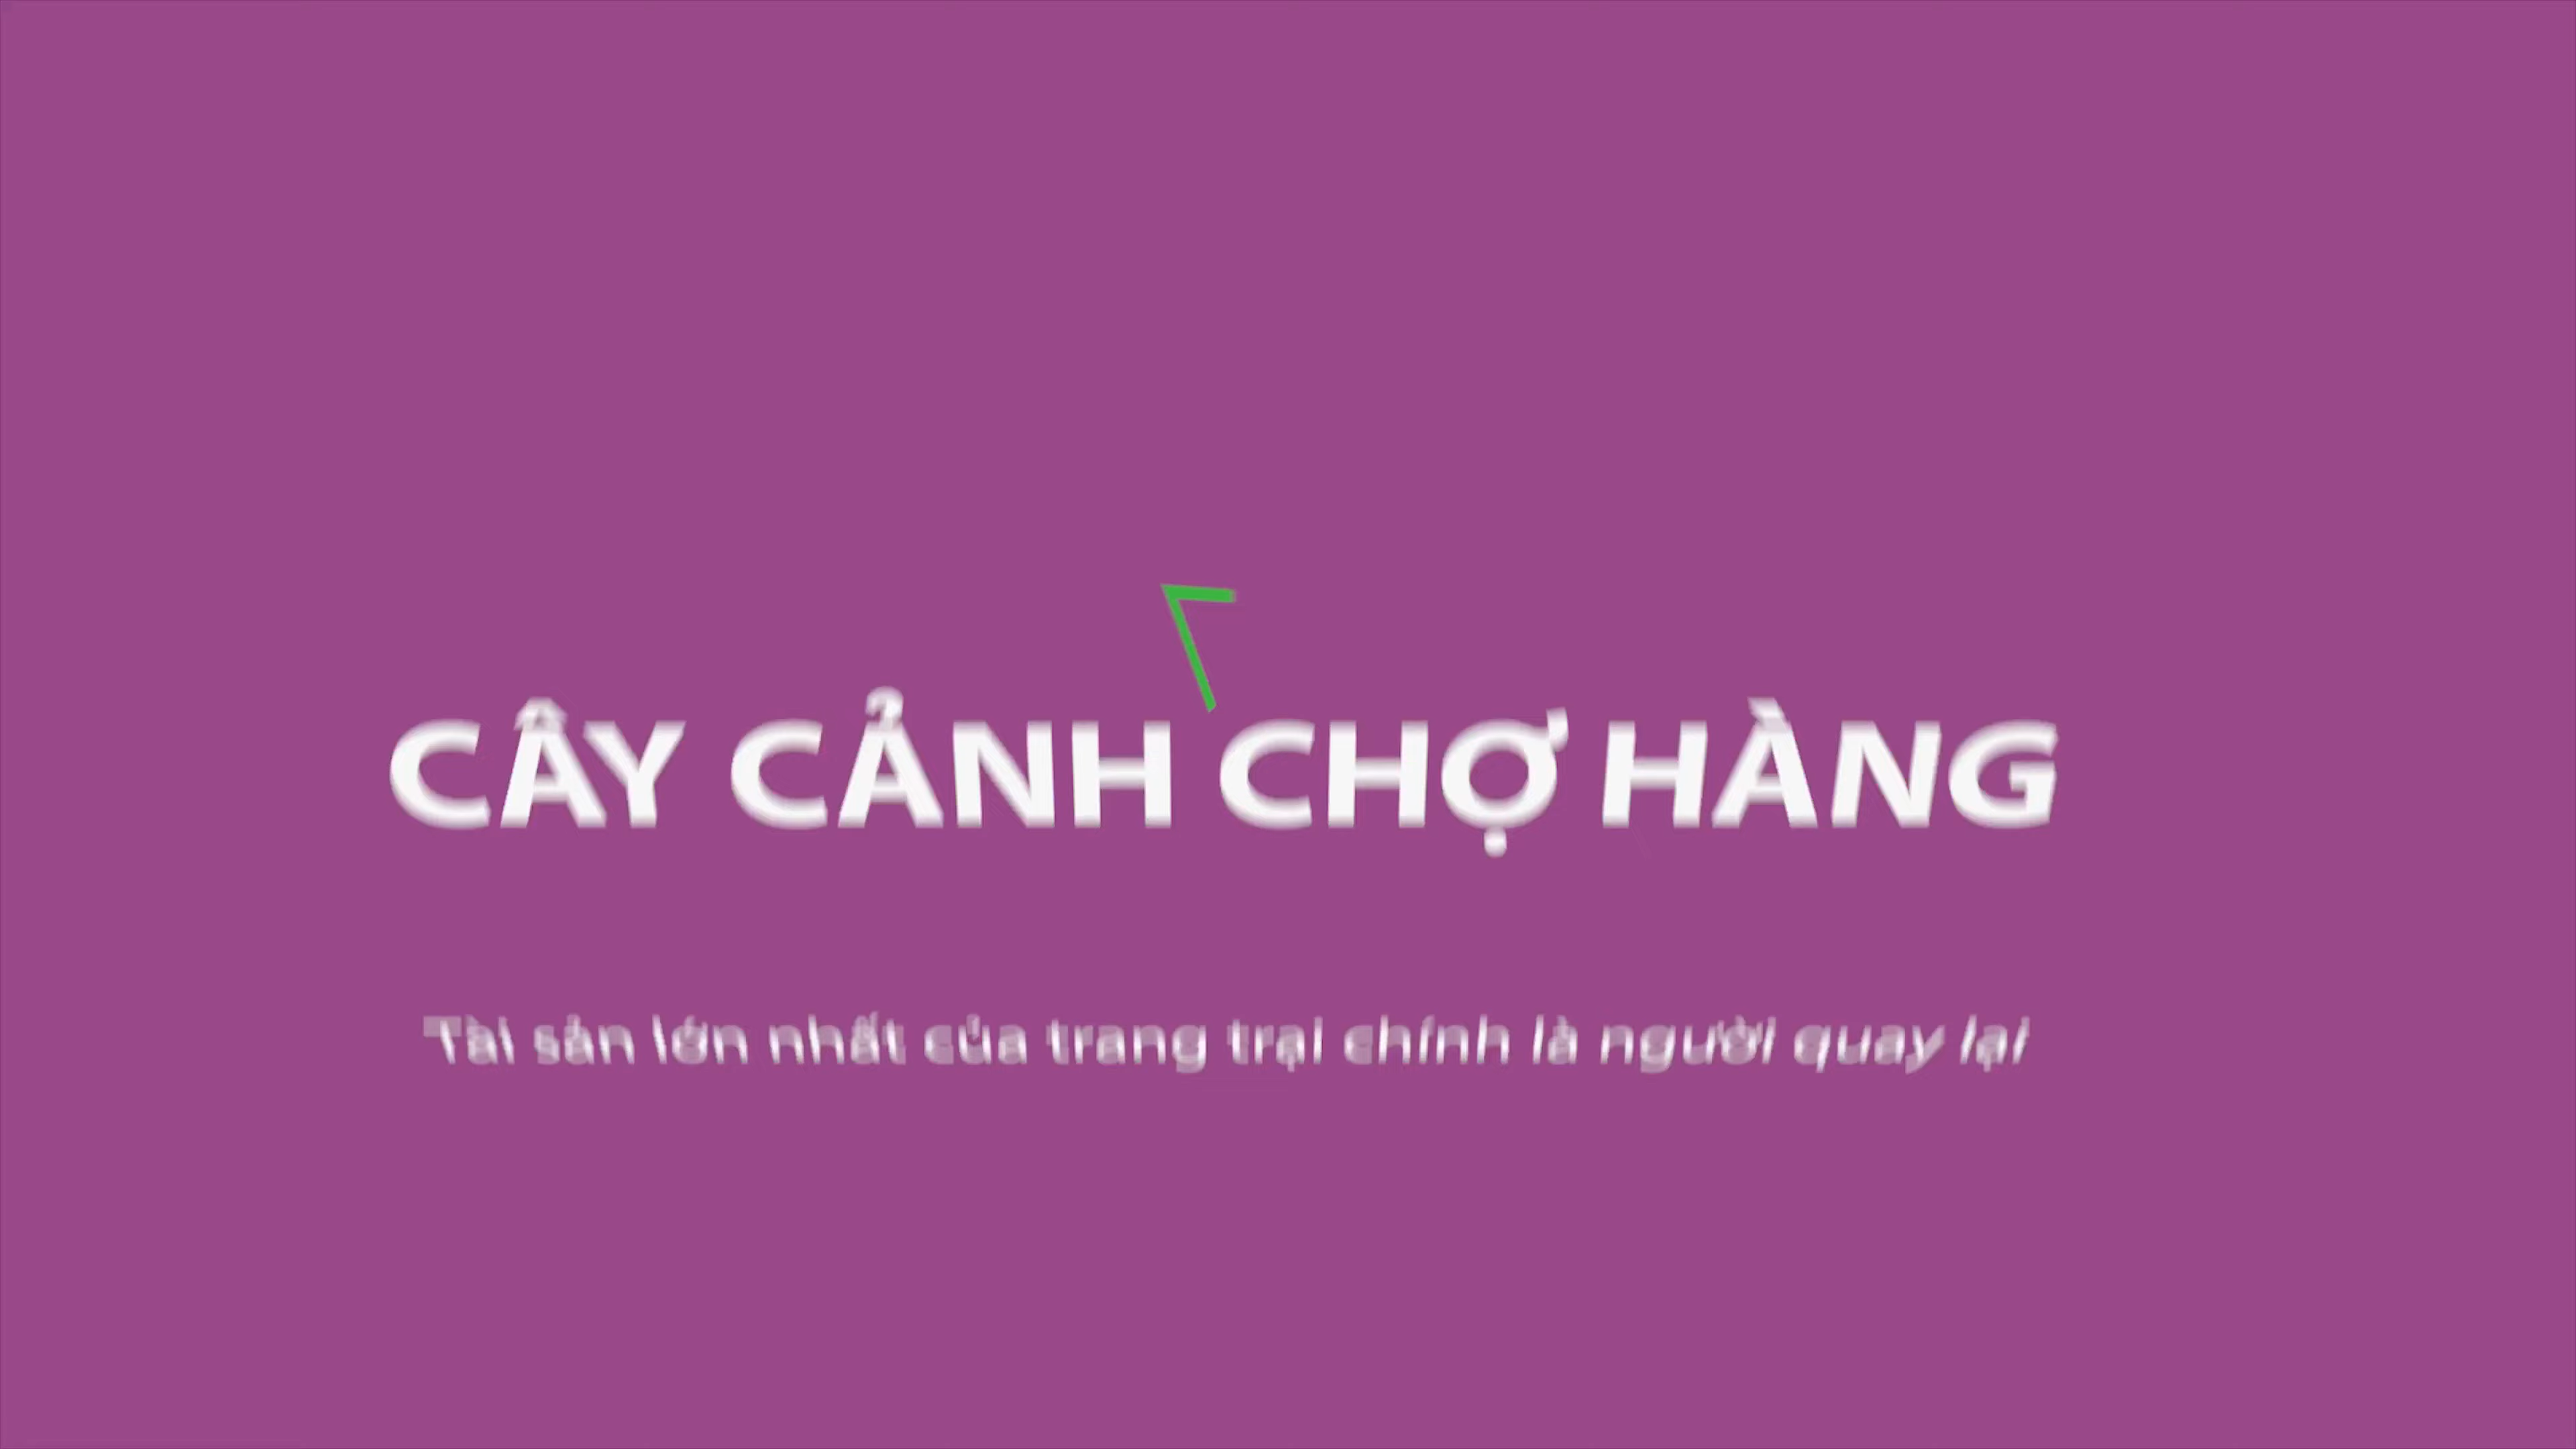 CÂY CẢNH CHỢ HÀNG
Tài sản lớn nhất của trang trại chính là người quay lại